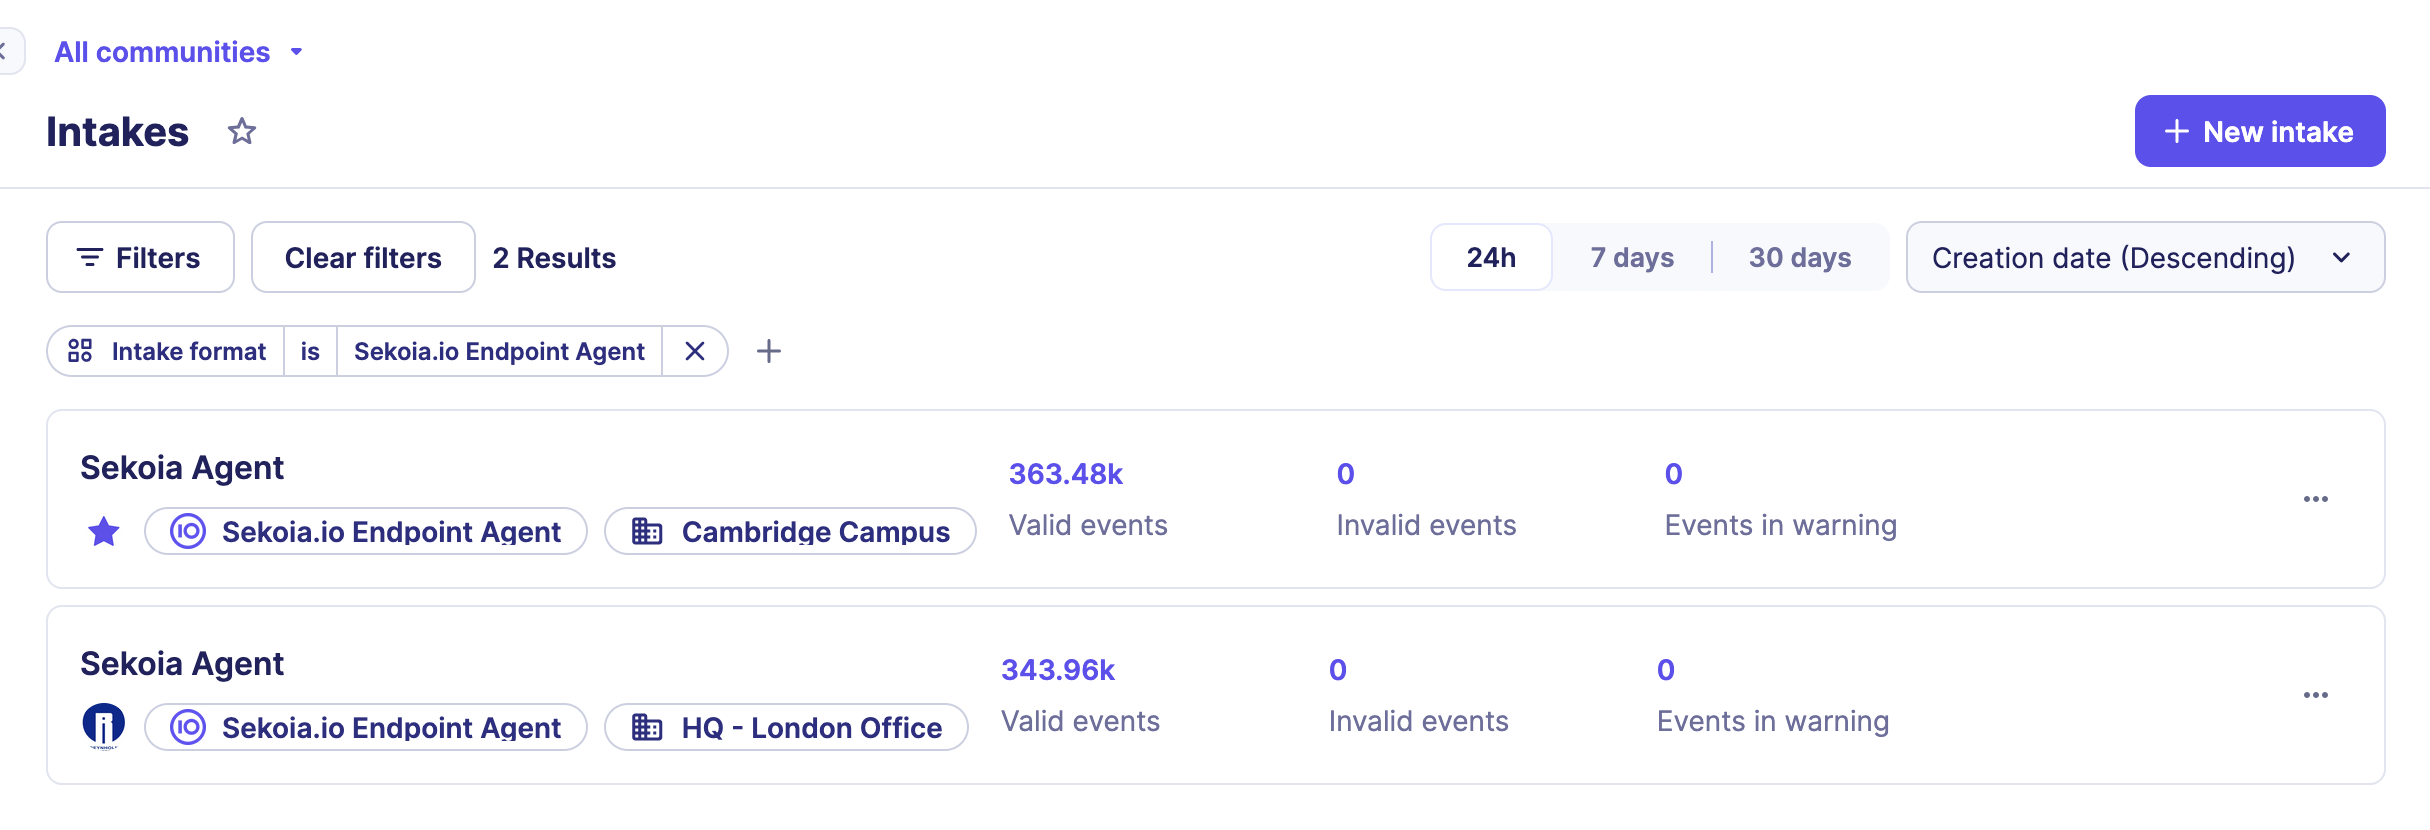 All communities
Intakes
New intake
Filters
Clear filters
2 Results
24h
7 days
30 days
Creation date (Descending)
Intake format
is
Sekoia.io Endpoint Agent
Sekoia Agent
Sekoia.io Endpoint Agent
Cambridge Campus
363.48k
Valid events
0
Invalid events
0
Events in warning
Sekoia Agent
Sekoia.io Endpoint Agent
HQ - London Office
343.96k
Valid events
0
Invalid events
0
Events in warning